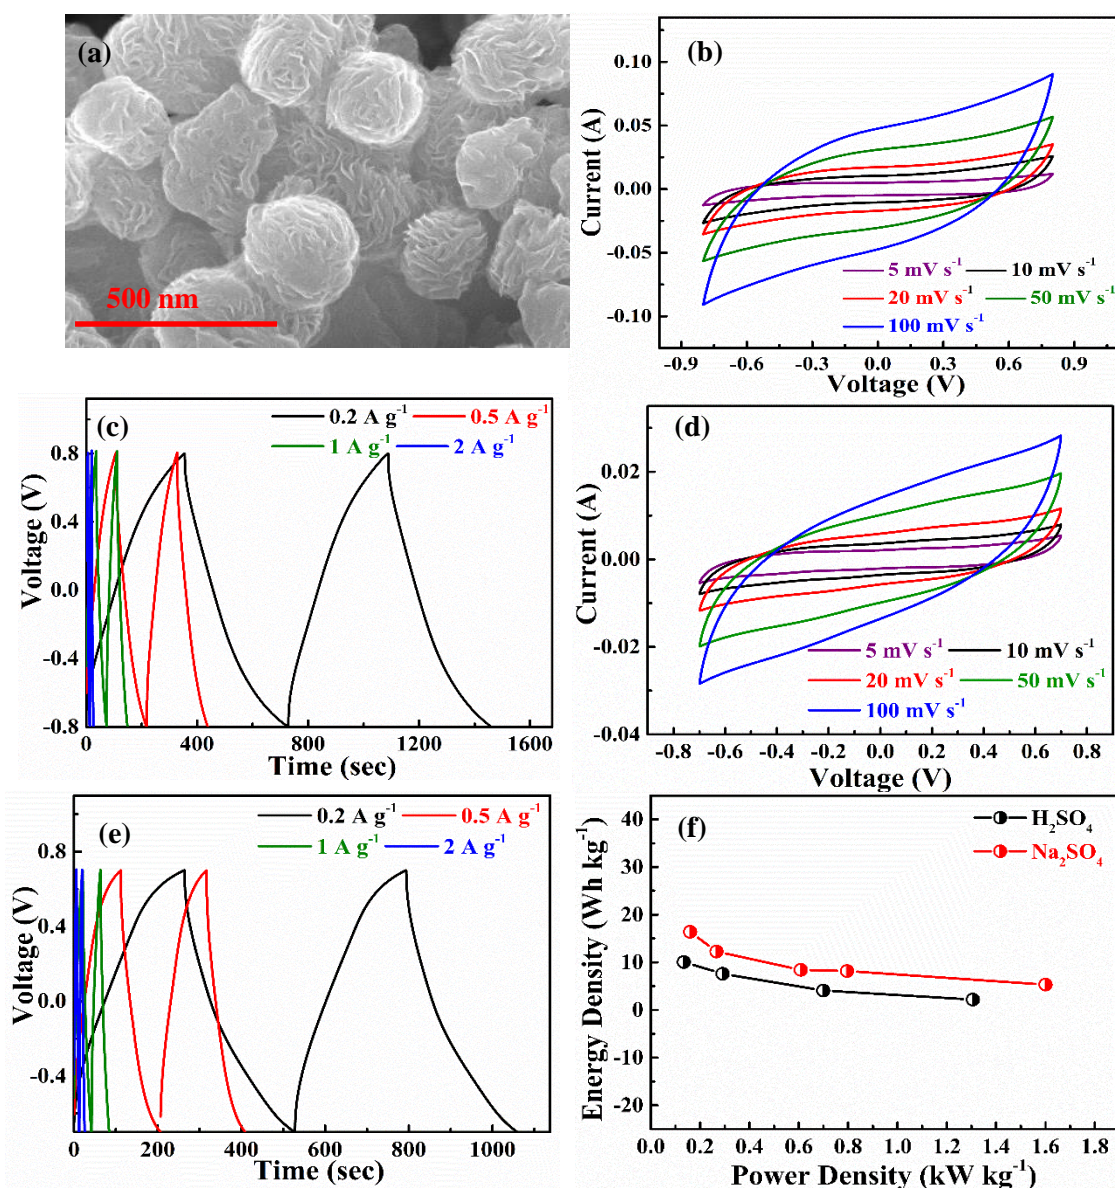 (a)
500 nm
(b)
0.10
0.05
0.00
-0.05
-0.10
Current (A)
5 mV s⁻¹ 10 mV s⁻¹
20 mV s⁻¹ 50 mV s⁻¹
100 mV s⁻¹
-0.9 -0.6 -0.3 0.0 0.3 0.6 0.9
Voltage (V)
(c)
0.2 A g⁻¹ 0.5 A g⁻¹
1 A g⁻¹ 2 A g⁻¹
0.8
0.4
0.0
-0.4
-0.8
Voltage (V)
0 400 800 1200 1600
Time (sec)
(d)
0.02
0.00
-0.02
-0.04
Current (A)
5 mV s⁻¹ 10 mV s⁻¹
20 mV s⁻¹ 50 mV s⁻¹
100 mV s⁻¹
-0.8 -0.6 -0.4 -0.2 0.0 0.2 0.4 0.6 0.8
Voltage (V)
(e)
0.2 A g⁻¹ 0.5 A g⁻¹
1 A g⁻¹ 2 A g⁻¹
0.8
0.4
0.0
-0.4
Voltage (V)
0 200 400 600 800 1000
Time (sec)
(f)
H₂SO₄
Na₂SO₄
40
30
20
10
0
-10
-20
Energy Density (Wh kg⁻¹)
0.0 0.2 0.4 0.6 0.8 1.0 1.2 1.4 1.6 1.8
Power Density (kW kg⁻¹)